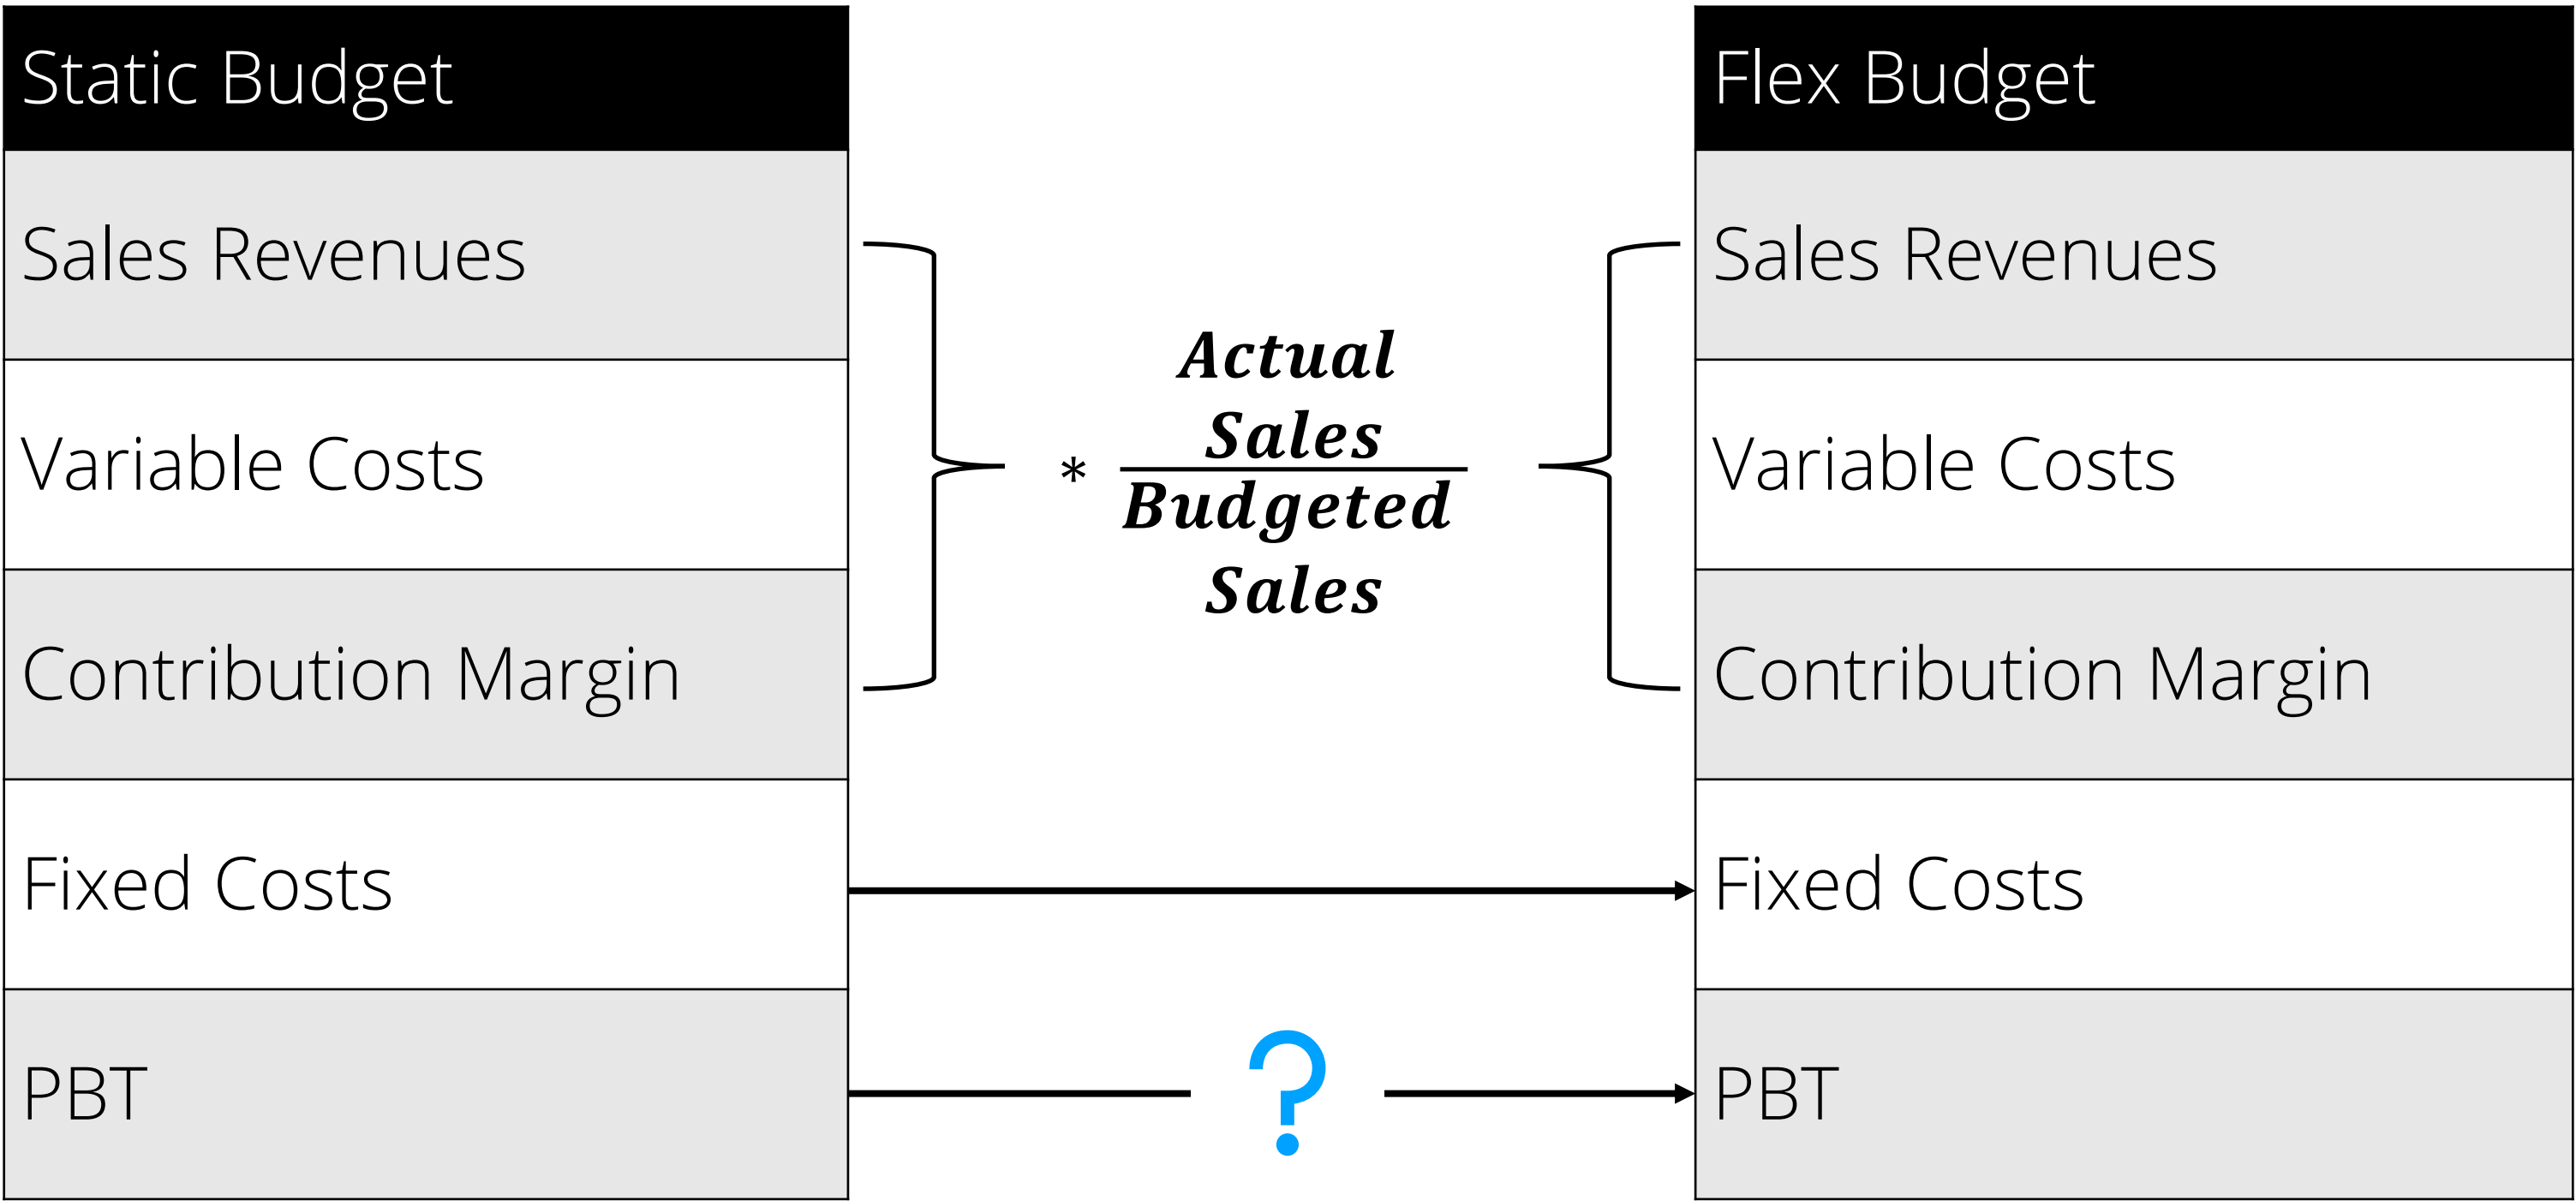 Static Budget
Flex Budget
Sales Revenues
Sales Revenues
Variable Costs
* Actual
Sales
Budgeted
Sales
Variable Costs
Contribution Margin
Contribution Margin
Fixed Costs
Fixed Costs
PBT
?
PBT